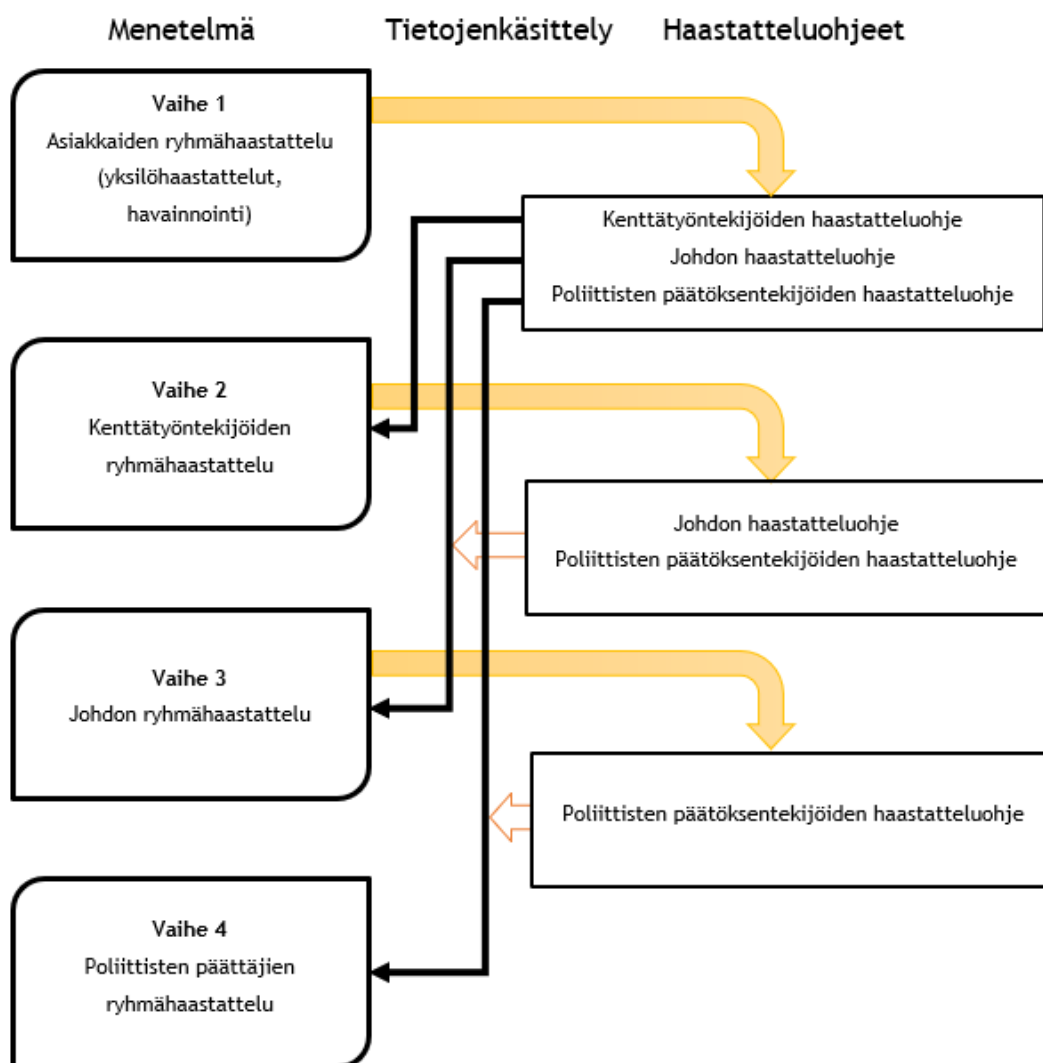 Menetelmä
Tietojenkäsittely
Haastatteluohjeet
Vaihe 1
Asiakkaiden ryhmähaastattelu
(yksilöhaastattelut,
havainnointi)
Kenttätyöntekijöiden haastatteluohje
Johdon haastatteluohje
Poliittisten päätöksentekijöiden haastatteluohje
Vaihe 2
Kenttätyöntekijöiden
ryhmähaastattelu
Johdon haastatteluohje
Poliittisten päätöksentekijöiden haastatteluohje
Vaihe 3
Johdon ryhmähaastattelu
Poliittisten päätöksentekijöiden haastatteluohje
Vaihe 4
Poliittisten päättäjien
ryhmähaastattelu